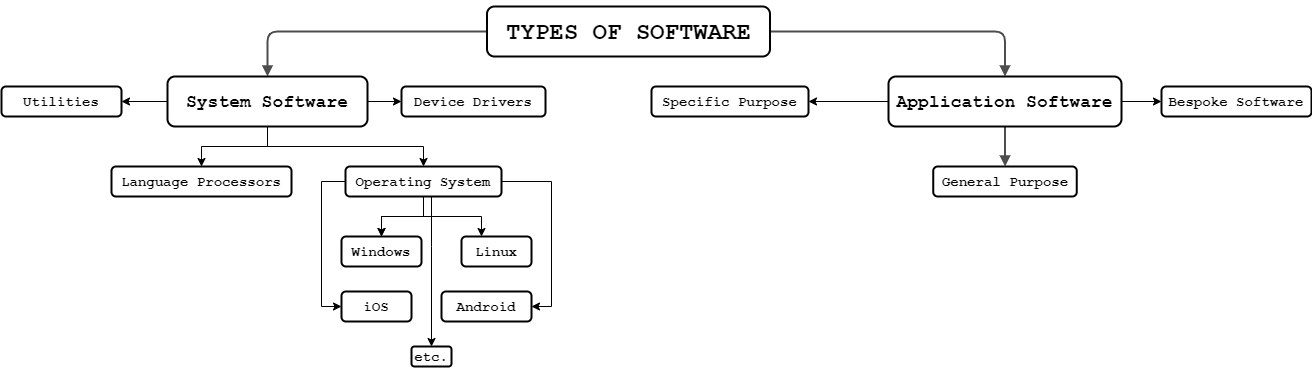 TYPES OF SOFTWARE
Utilities
System Software
Device Drivers
Specific Purpose
Application Software
Bespoke Software
Language Processors
Operating System
General Purpose
Windows
Linux
iOS
Android
etc.